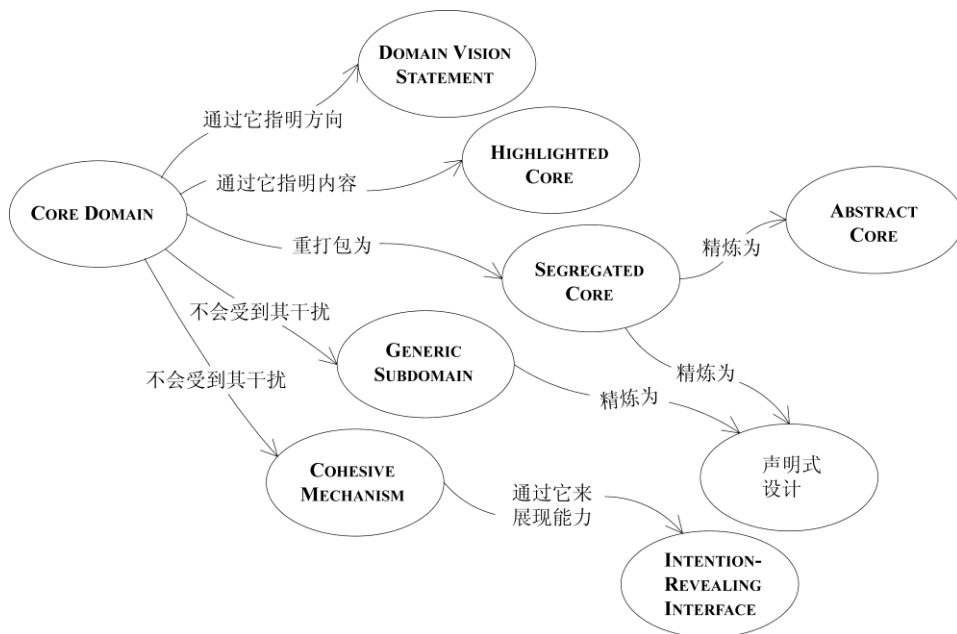 DOMAIN VISION
STATEMENT
通过它指明方向
HIGHLIGHTED
CORE
通过它指明内容
CORE DOMAIN
ABSTRACT
CORE
重打包为
精炼为
SEGREGATED
CORE
不会受到其干扰
GENERIC
SUBDOMAIN
不会受到其干扰
精炼为
精炼为
COHESIVE
MECHANISM
声明式
设计
通过它来
展现能力
INTENTION-
REVEALING
INTERFACE